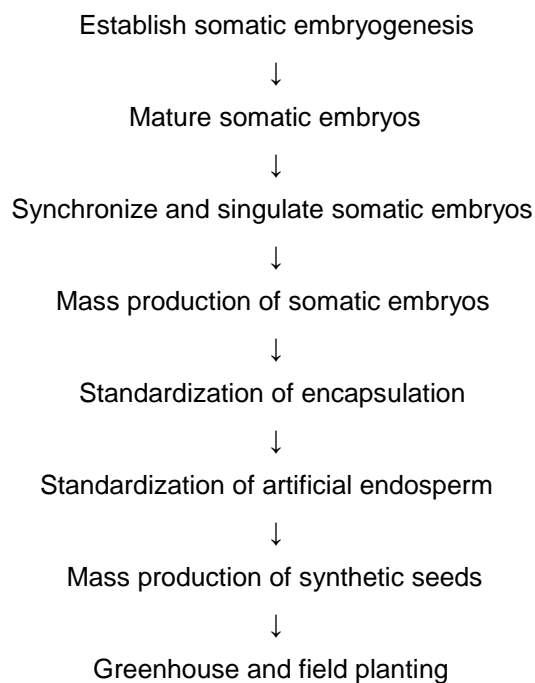 Establish somatic embryogenesis
↓
Mature somatic embryos
↓
Synchronize and singulate somatic embryos
↓
Mass production of somatic embryos
↓
Standardization of encapsulation
↓
Standardization of artificial endosperm
↓
Mass production of synthetic seeds
↓
Greenhouse and field planting